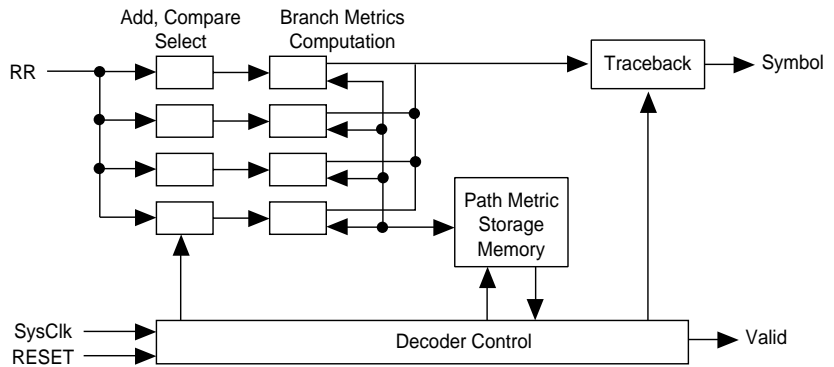 Add, Compare
Select
Branch Metrics
Computation
RR
Traceback
Symbol
Path Metric
Storage
Memory
SysClk
RESET
Decoder Control
Valid